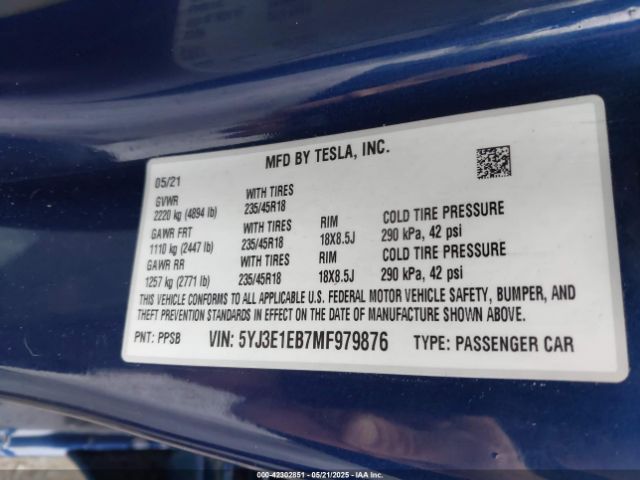 MFD BY TESLA, INC.
05/21
GVWR WITH TIRES
2220 kg (4894 lb) 235/45R18
GAWR FRT WITH TIRES RIM COLD TIRE PRESSURE
1110 kg (2447 lb) 235/45R18 18X8.5J 290 kPa, 42 psi
GAWR RR WITH TIRES RIM COLD TIRE PRESSURE
1257 kg (2771 lb) 235/45R18 18X8.5J 290 kPa, 42 psi
THIS VEHICLE CONFORMS TO ALL APPLICABLE U.S. FEDERAL MOTOR VEHICLE SAFETY, BUMPER, AND
THEFT PREVENTION STANDARDS IN EFFECT ON THE DATE OF MANUFACTURE SHOWN ABOVE.
PNT: PPSB VIN: 5YJ3E1EB7MF979876 TYPE: PASSENGER CAR
000-42302851 - 05/21/2025 - IAA Inc.